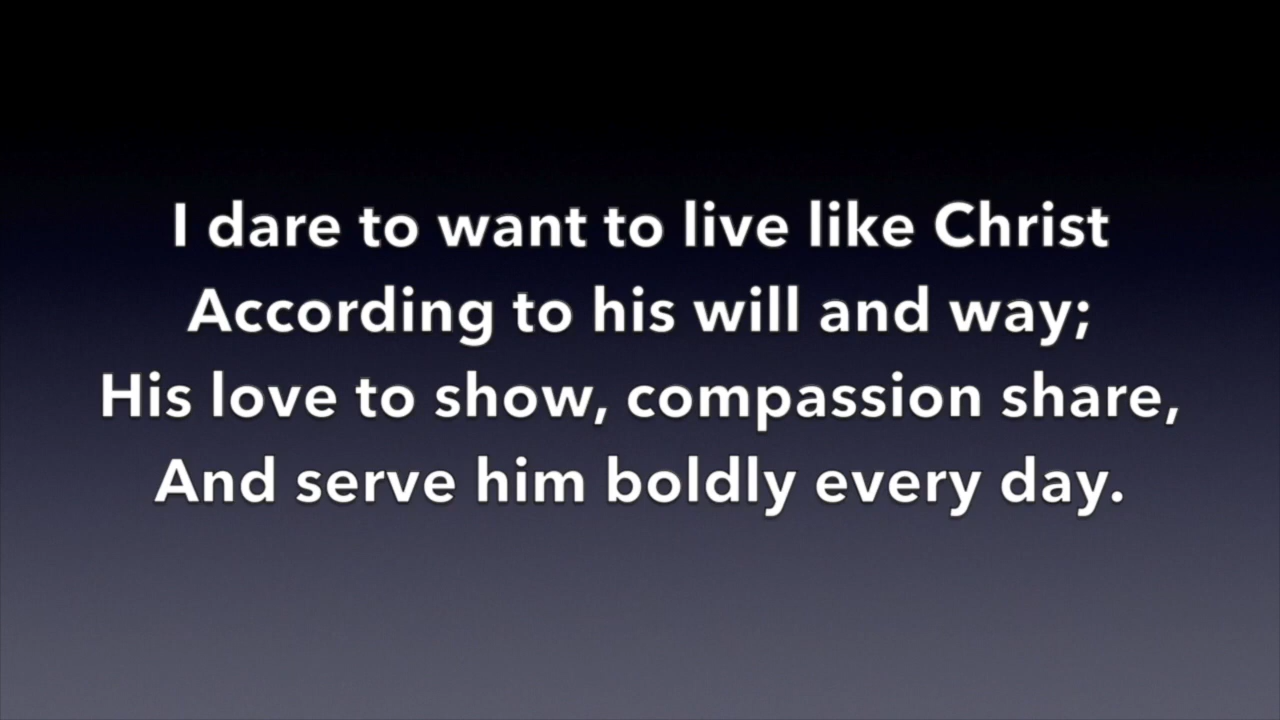 I dare to want to live like Christ
According to his will and way;
His love to show, compassion share,
And serve him boldly every day.